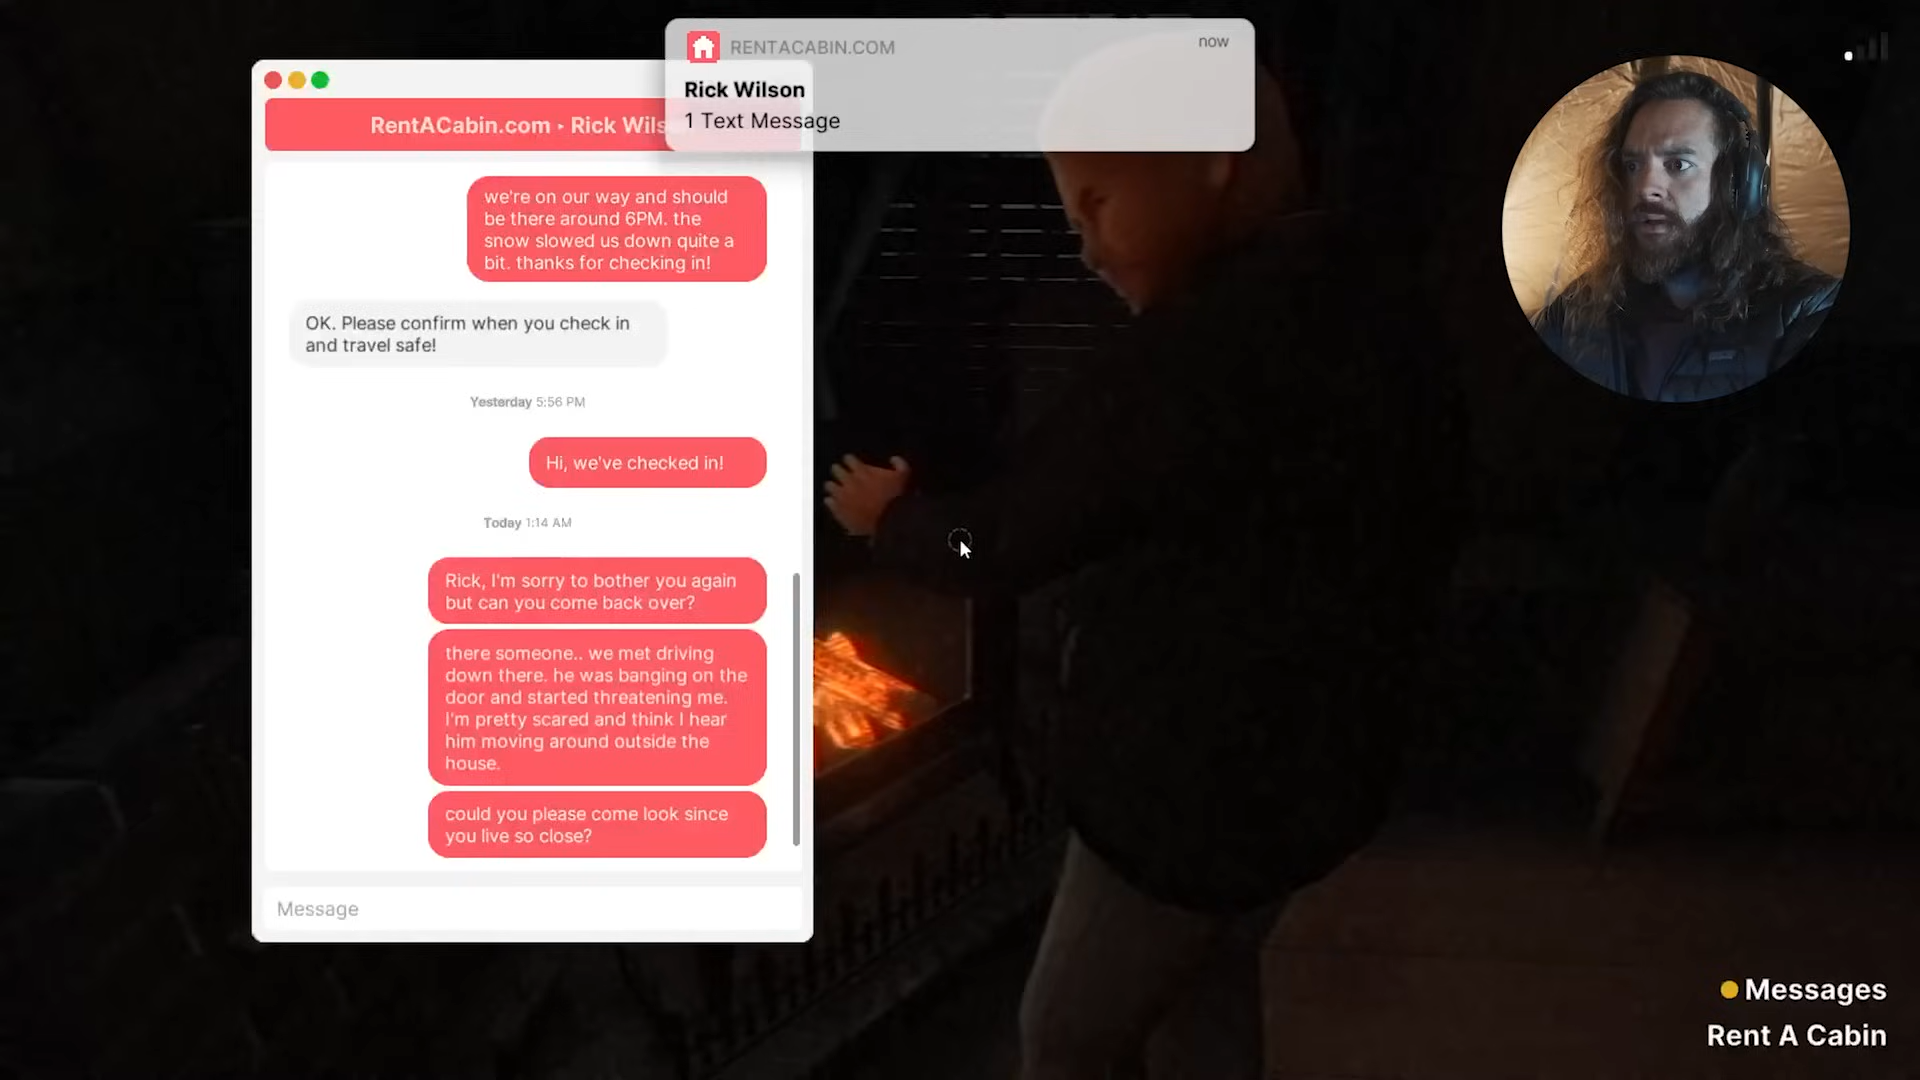 RENTACABIN.COM
now
Rick Wilson
1 Text Message
RentACabin.com · Rick Wils
we're on our way and should
be there around 6PM. the
snow slowed us down quite a
bit. thanks for checking in!
OK. Please confirm when you check in
and travel safe!
Yesterday 5:56 PM
Hi, we've checked in!
Today 1:14 AM
Rick, I'm sorry to bother you again
but can you come back over?
there someone.. we met driving
down there. he was banging on the
door and started threatening me.
I'm pretty scared and think I hear
him moving around outside the
house.
could you please come look since
you live so close?
Message
Messages
Rent A Cabin